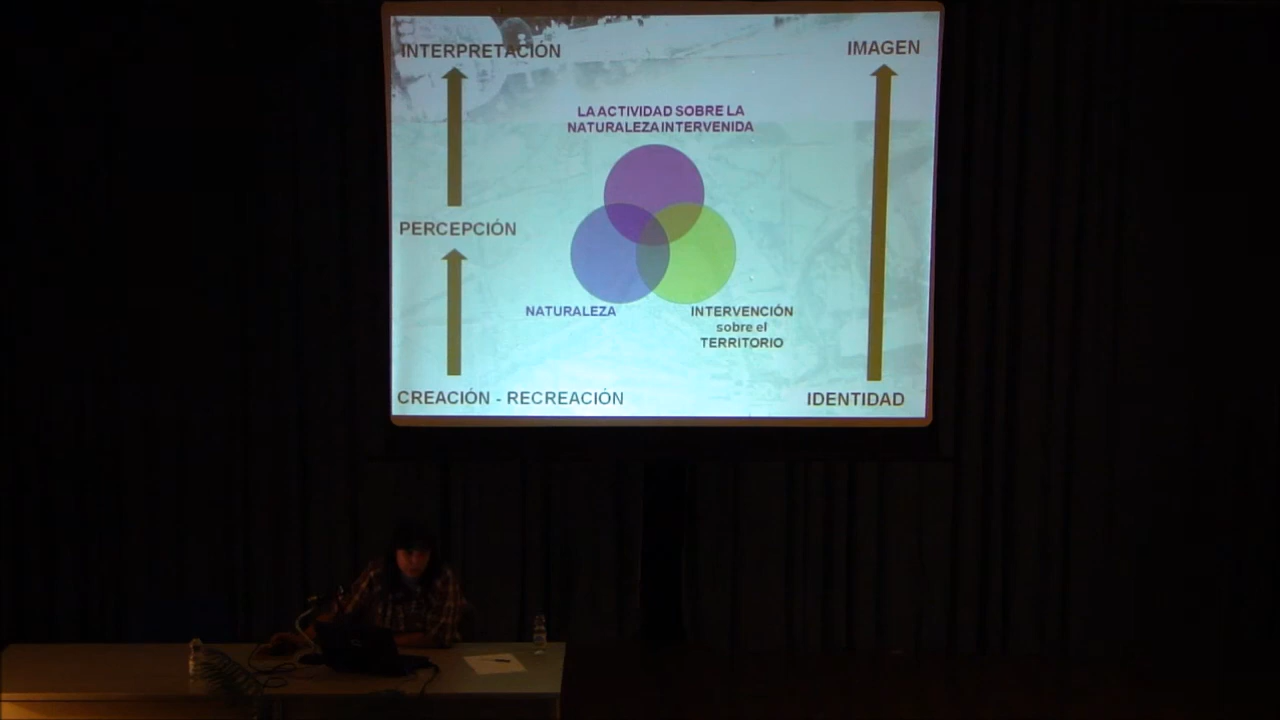 INTERPRETACIÓN
IMAGEN
LA ACTIVIDAD SOBRE LA
NATURALEZA INTERVENIDA
PERCEPCIÓN
NATURALEZA
INTERVENCIÓN
sobre el
TERRITORIO
CREACIÓN - RECREACIÓN
IDENTIDAD